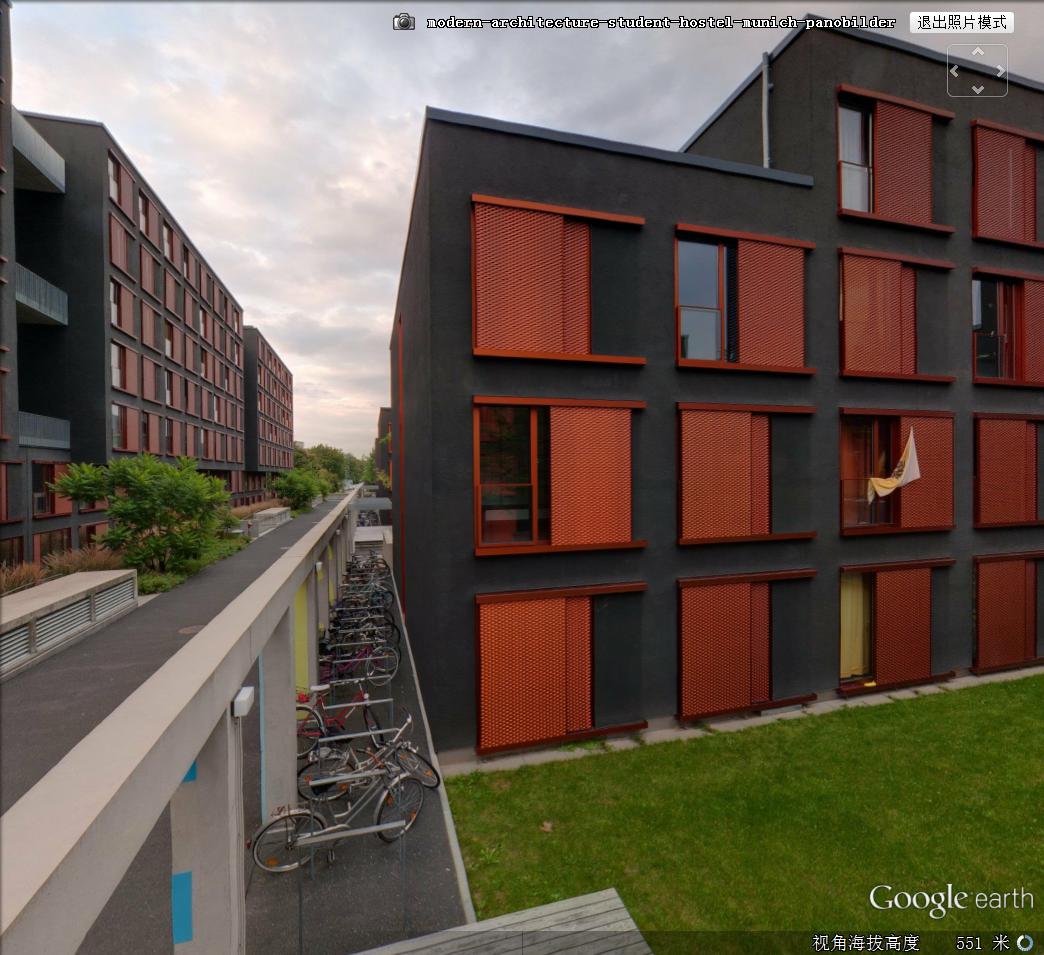 modern-architecture-student-hostel-munich-panobilder 退出照片模式
Google earth
视角海拔高度 551 米